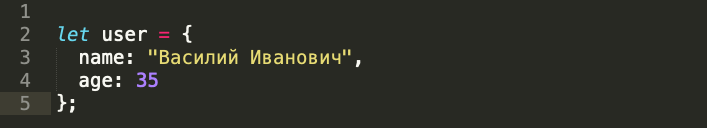 1
2 let user = {
3   name: "Василий Иванович",
4   age: 35
5 };